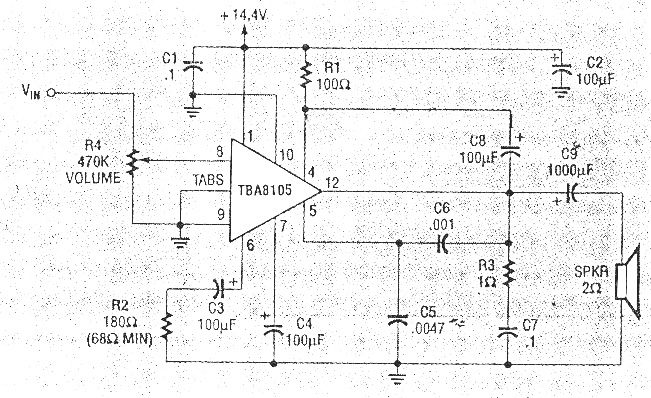 + 14.4V
C1
.1
R1
100Ω
+
C2
100µF
VIN
R4
470K
VOLUME
1
8
10
4
TABS
TBA8105
12
9
5
6
7
C8
100µF
+
C9
1000µF
+
C6
.001
R3
1Ω
SPKR
2Ω
R2
180Ω
(68Ω MIN)
C3
100µF
+
+
C4
100µF
C5
.0047
C7
.1